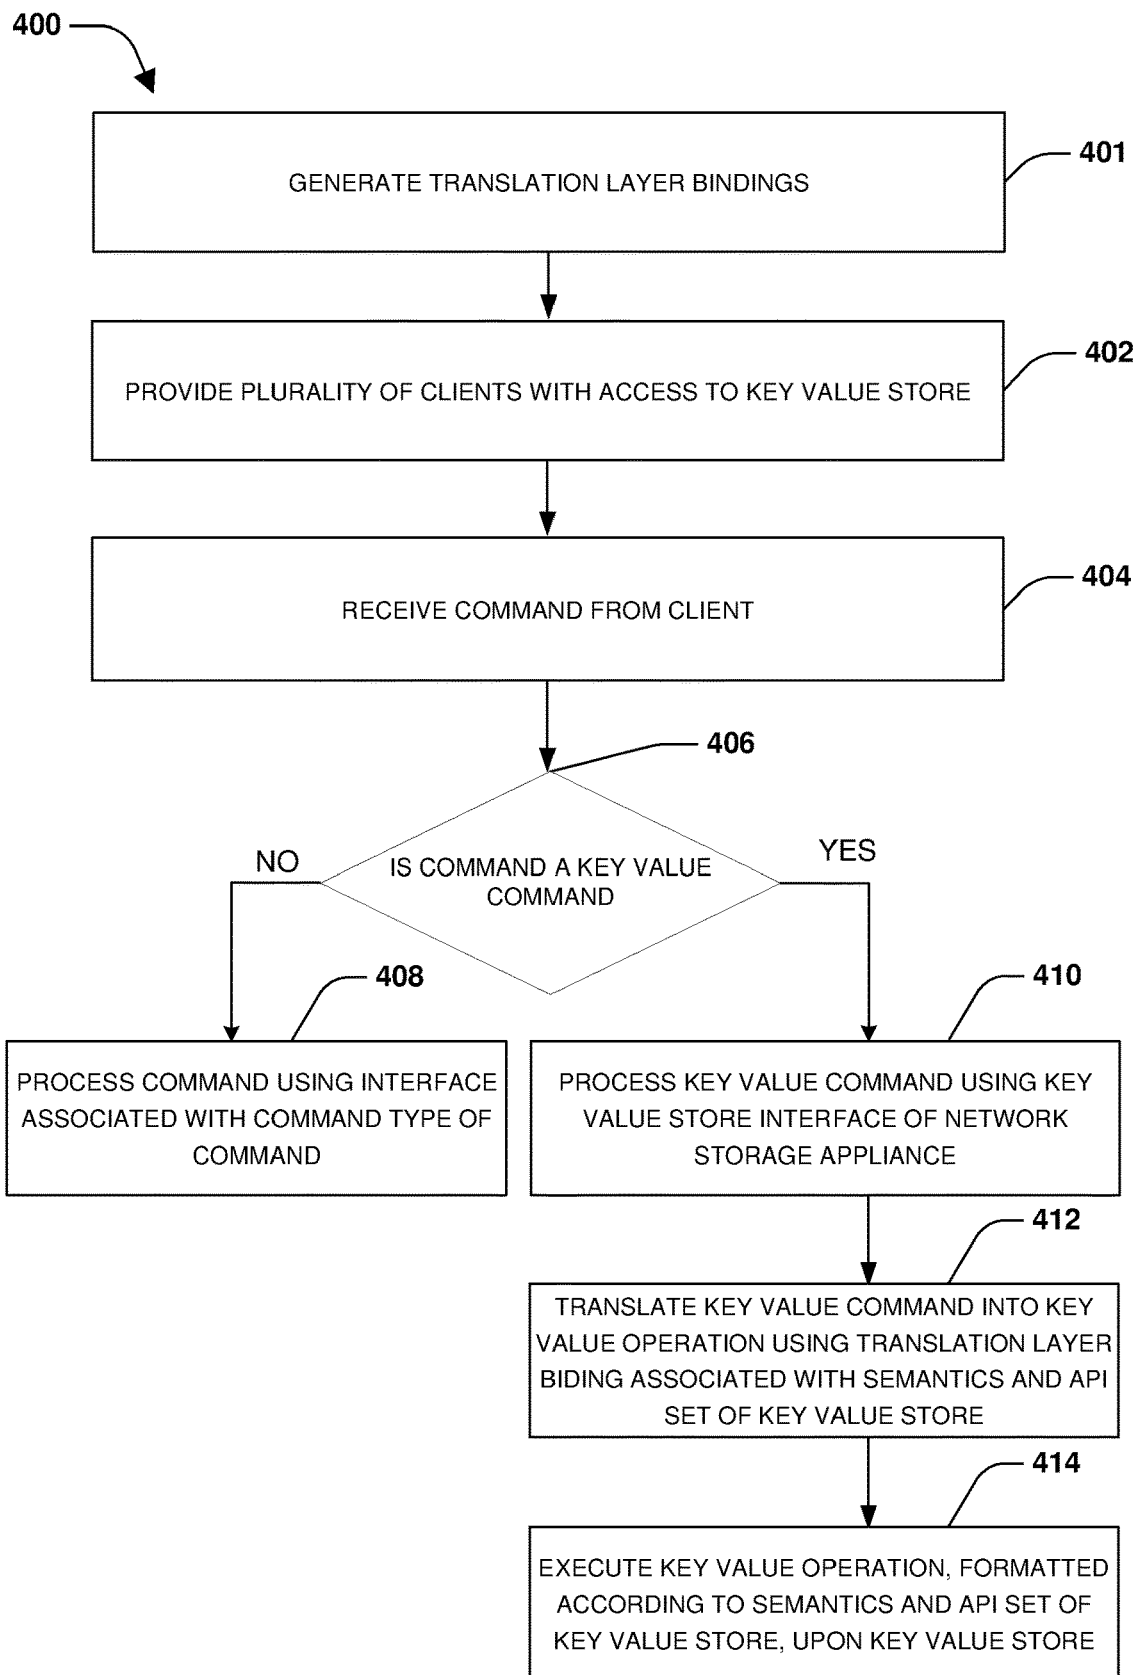 400
401
GENERATE TRANSLATION LAYER BINDINGS
402
PROVIDE PLURALITY OF CLIENTS WITH ACCESS TO KEY VALUE STORE
404
RECEIVE COMMAND FROM CLIENT
406
IS COMMAND A KEY VALUE
COMMAND
NO
YES
408
PROCESS COMMAND USING INTERFACE
ASSOCIATED WITH COMMAND TYPE OF
COMMAND
410
PROCESS KEY VALUE COMMAND USING KEY
VALUE STORE INTERFACE OF NETWORK
STORAGE APPLIANCE
412
TRANSLATE KEY VALUE COMMAND INTO KEY
VALUE OPERATION USING TRANSLATION LAYER
BIDING ASSOCIATED WITH SEMANTICS AND API
SET OF KEY VALUE STORE
414
EXECUTE KEY VALUE OPERATION, FORMATTED
ACCORDING TO SEMANTICS AND API SET OF
KEY VALUE STORE, UPON KEY VALUE STORE